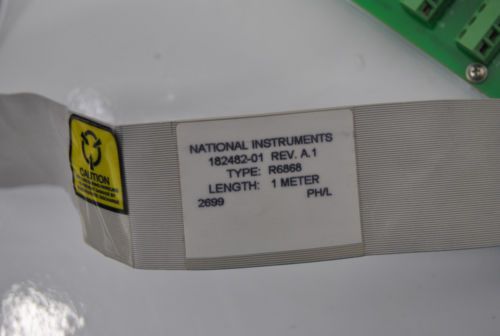 NATIONAL INSTRUMENTS
182482-01 REV. A.1
TYPE: R6868
LENGTH: 1 METER
2699 PH/L
CAUTION